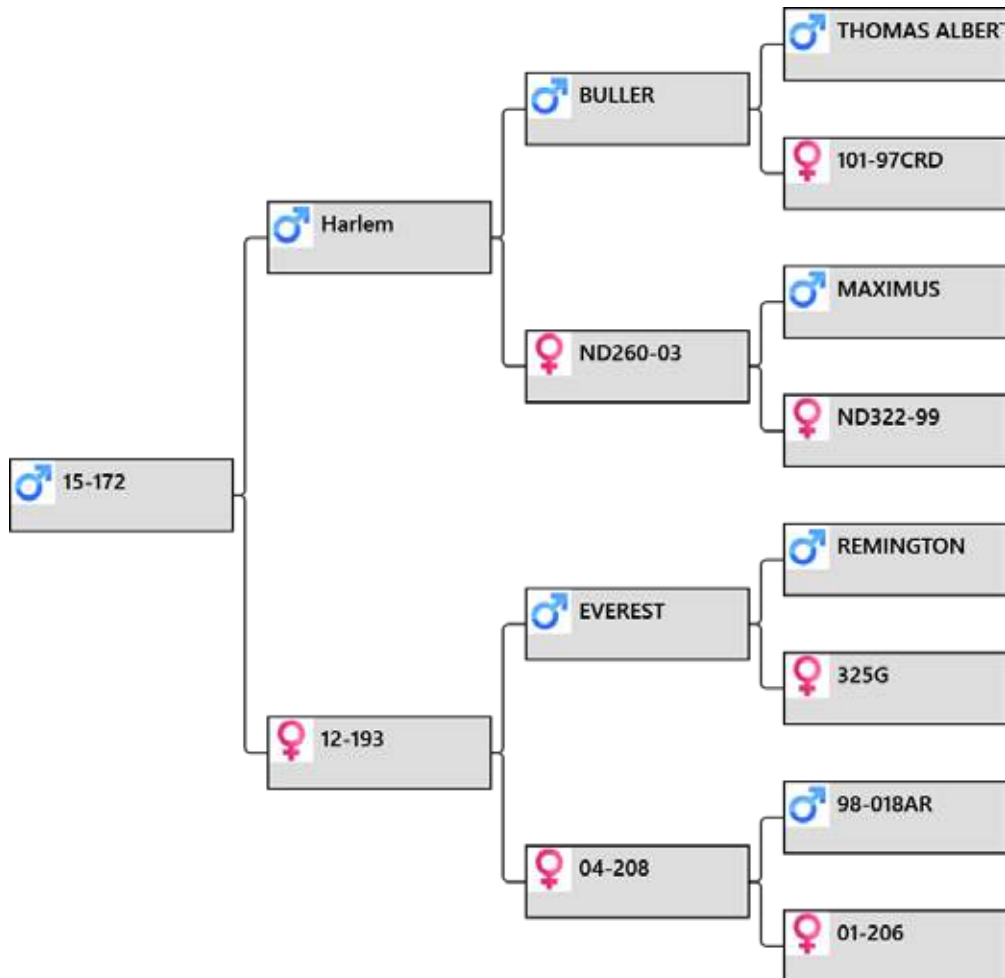 THOMAS ALBER
BULLER
101-97CRD
Harlem
MAXIMUS
ND260-03
ND322-99
15-172
REMINGTON
EVEREST
325G
12-193
98-018AR
04-208
01-206